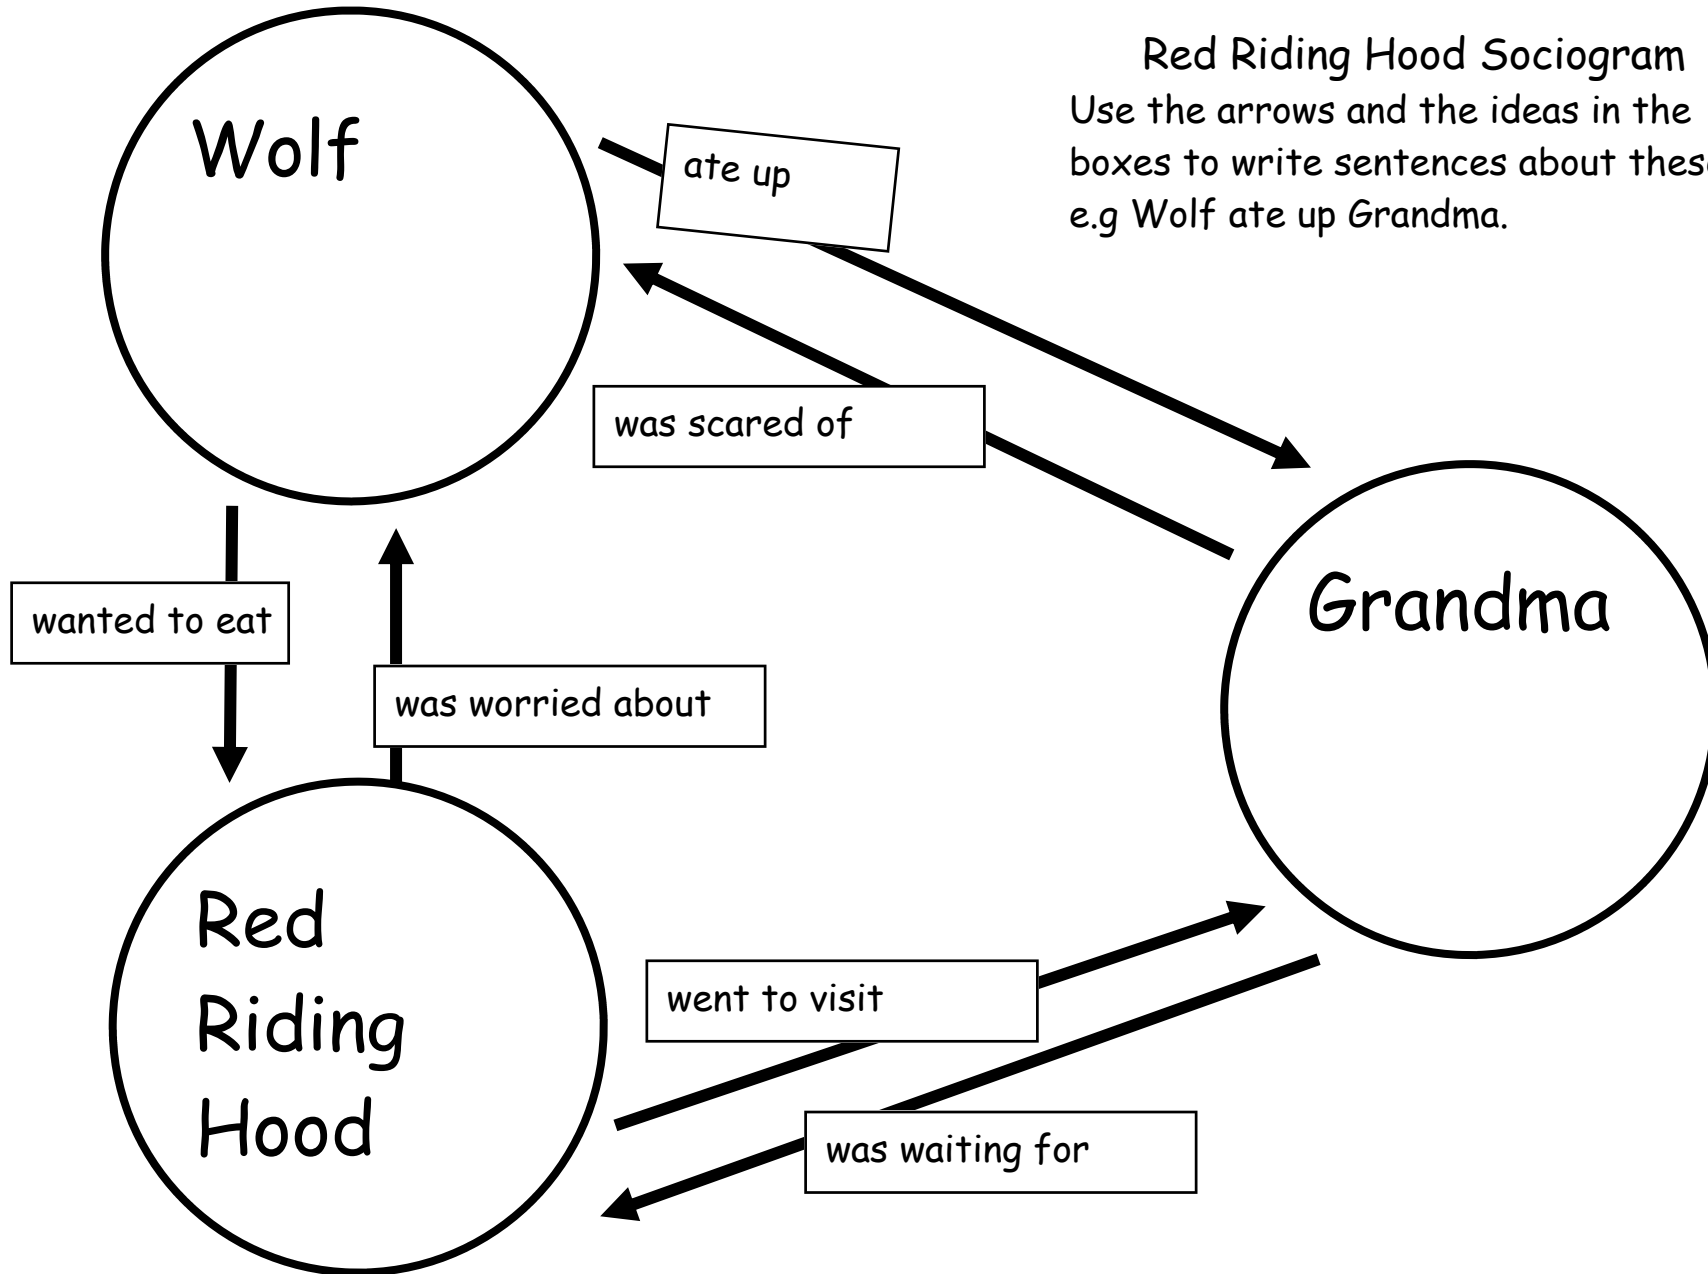 Red Riding Hood Sociogram
Use the arrows and the ideas in the
boxes to write sentences about
e.g Wolf ate up Grandma.
Wolf
ate up
was scared of
Grandma
wanted to eat
was worried about
Red
Riding
Hood
went to visit
was waiting for